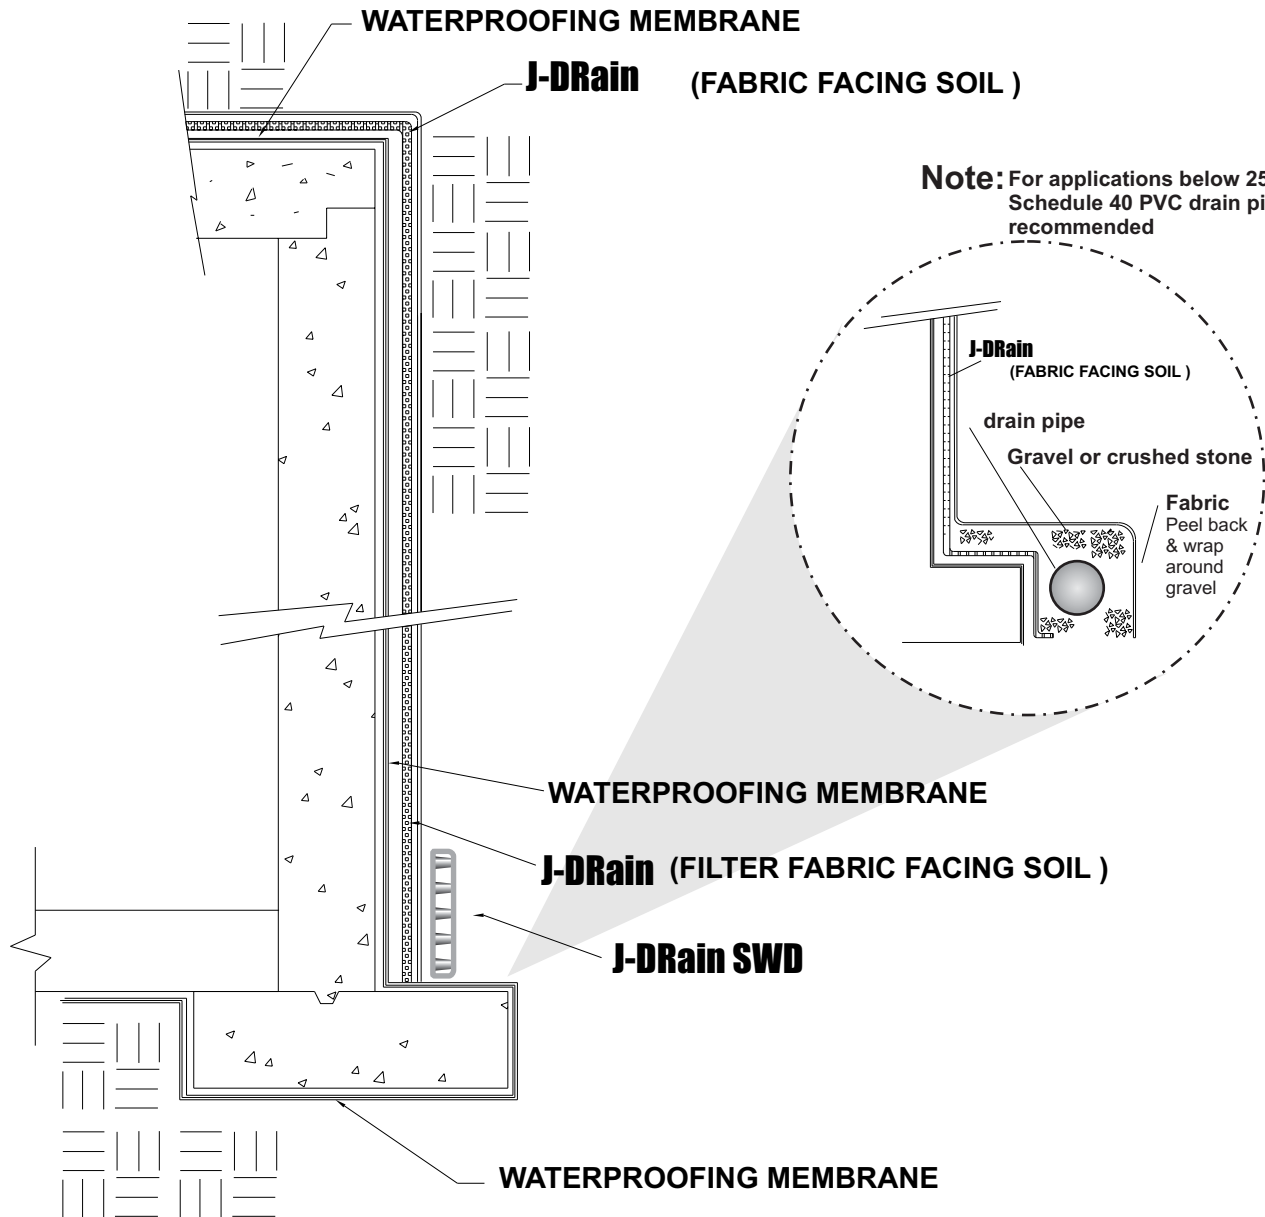 WATERPROOFING MEMBRANE
J-DRain (FABRIC FACING SOIL )
Note: For applications below 25
Schedule 40 PVC drain pi
recommended
J-DRain
(FABRIC FACING SOIL )
drain pipe
Gravel or crushed stone
Fabric
Peel back
& wrap
around
gravel
WATERPROOFING MEMBRANE
J-DRain (FILTER FABRIC FACING SOIL )
J-DRain SWD
WATERPROOFING MEMBRANE